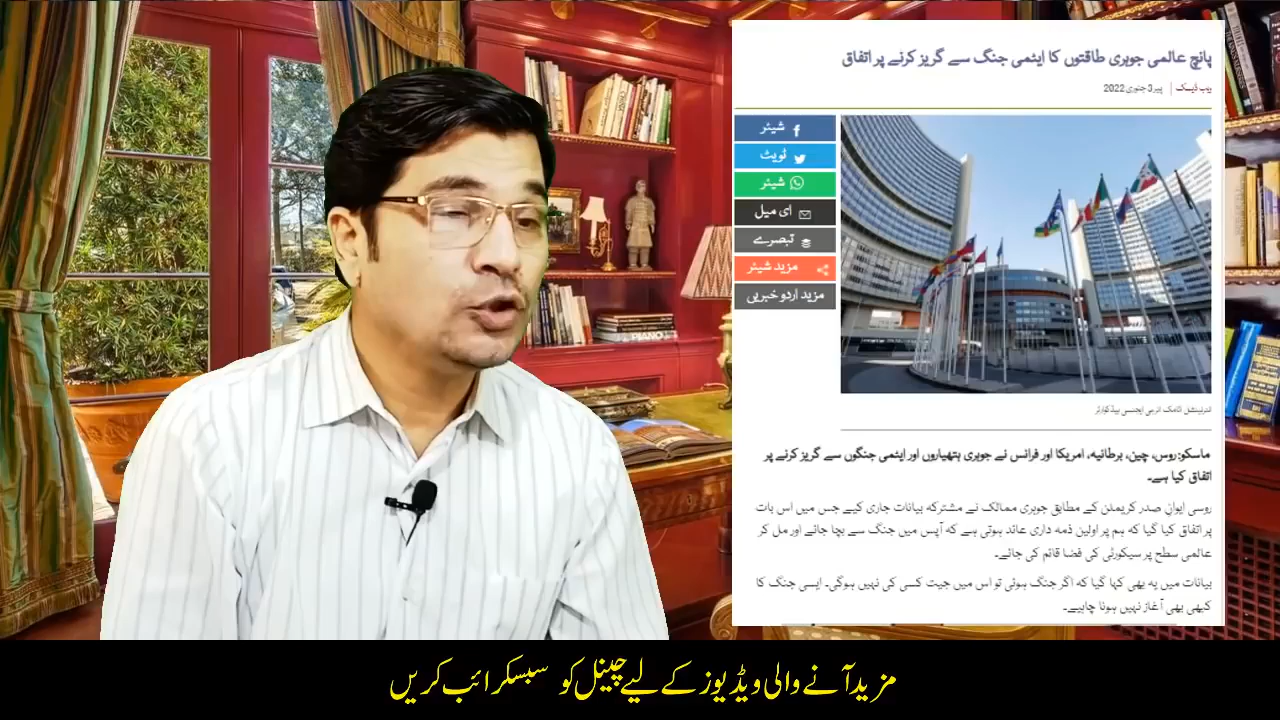 پانچ عالمی جوہری طاقتوں کا ایٹمی جنگ سے گریز کرنے پر اتفاق
ویب ڈیسک | پير 3 جنوری 2022
شیئر
ٹویٹ
شیئر
ای میل
تبصرے
مزید شیئر
مزید اردو خبریں
انٹرنیشنل اٹامک انرجی ایجنسی ہیڈکوارٹر
ماسکو: روس، چین، برطانیہ، امریکا اور فرانس نے جوہری ہتھیاروں اور ایٹمی جنگوں سے گریز کرنے پر
اتفاق کیا ہے۔
روسی ایوانِ صدر کریملن کے مطابق جوہری ممالک نے مشترکہ بیانات جاری کیے جس میں اس بات
پر اتفاق کیا گیا کہ ہم پر اولین ذمہ داری عائد ہوتی ہے کہ آپس میں جنگ سے بچا جائے اور مل کر
عالمی سطح پر سیکورٹی کی فضا قائم کی جائے۔
بیانات میں یہ بھی کہا گیا کہ اگر جنگ ہوئی تو اس میں جیت کسی کی نہیں ہوگی۔ ایسی جنگ کا
کبھی بھی آغاز نہیں ہونا چاہیے۔
مزید آنے والی ویڈیوز کے لیے چینل کو سبسکرائب کریں